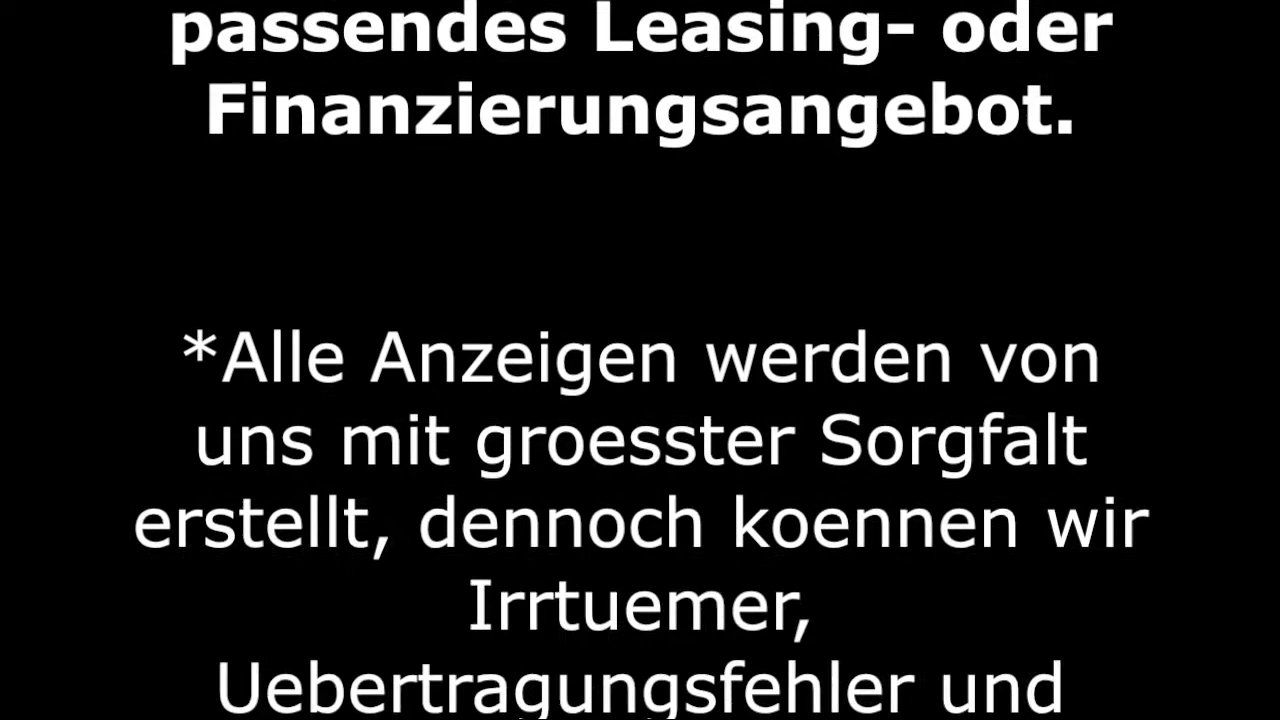 passendes Leasing- oder
Finanzierungsangebot.
*Alle Anzeigen werden von
uns mit groesster Sorgfalt
erstellt, dennoch koennen wir
Irrtuemer,
Uebertragungsfehler und